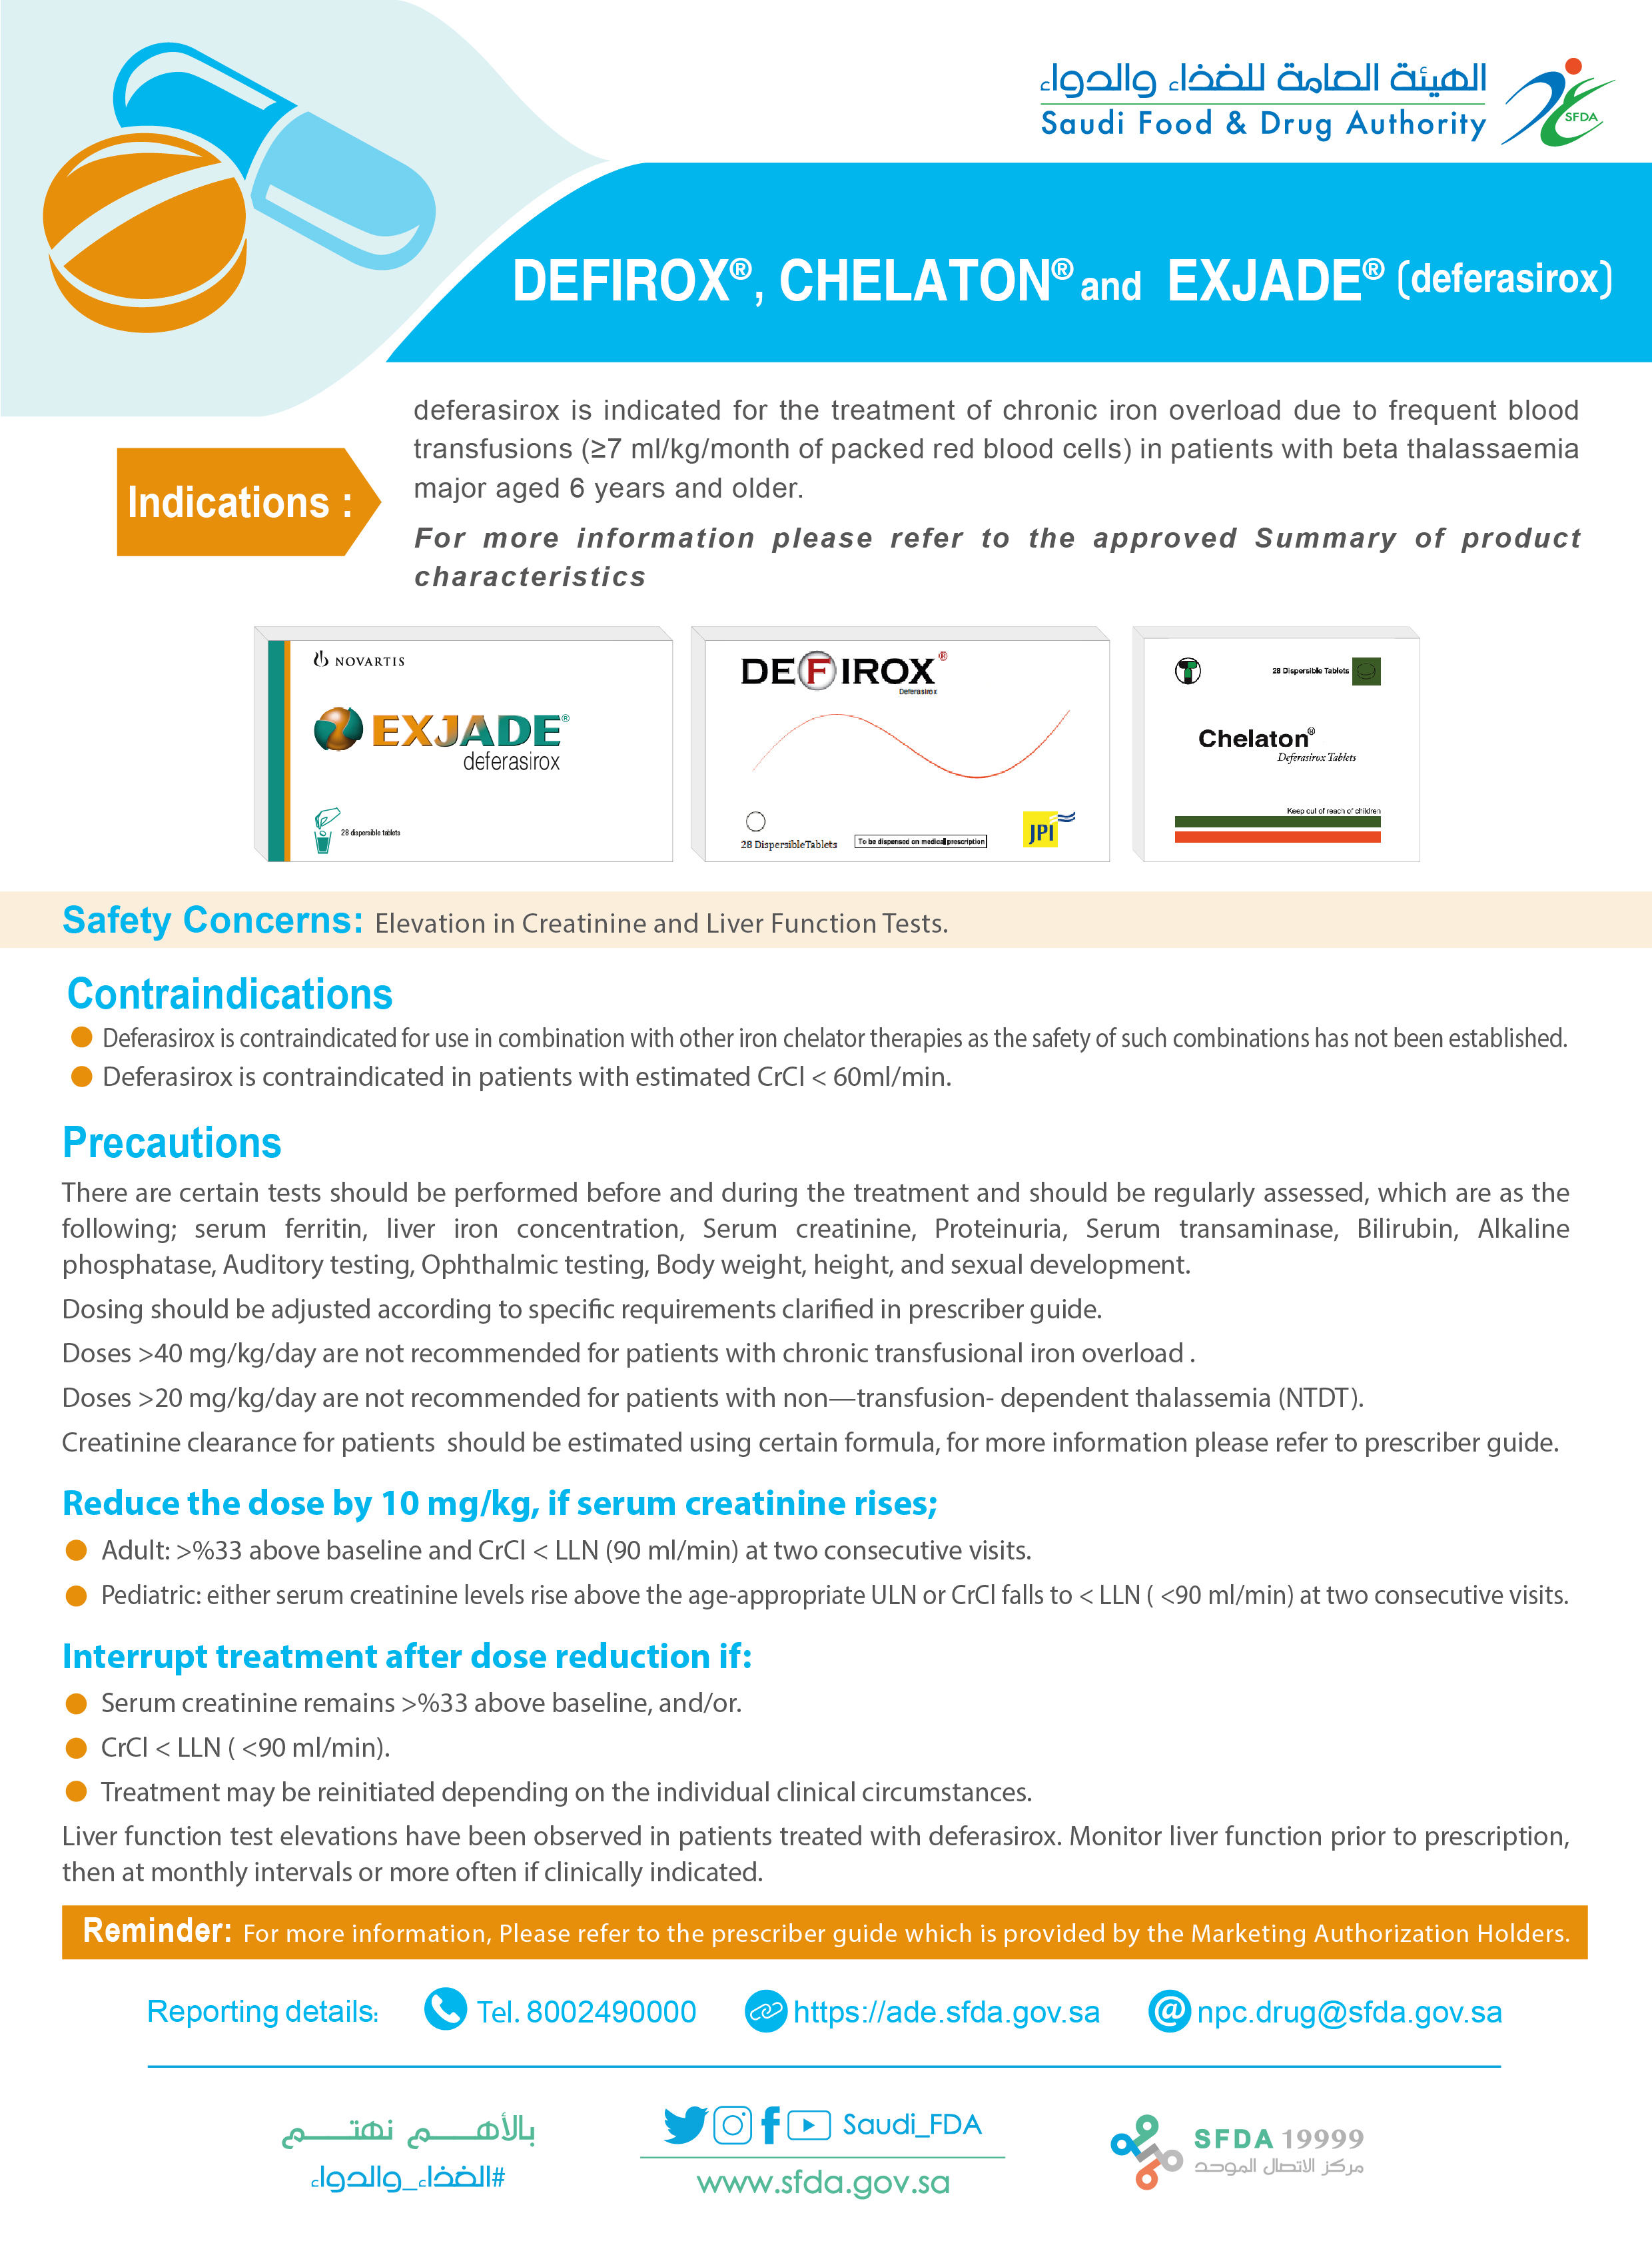 الهيئة العامة للغذاء والدواء
Saudi Food & Drug Authority
SFDA
DEFIROX®, CHELATON® and EXJADE® (deferasirox)
Indications :
deferasirox is indicated for the treatment of chronic iron overload due to frequent blood
transfusions (≥7 ml/kg/month of packed red blood cells) in patients with beta thalassaemia
major aged 6 years and older.
For more information please refer to the approved Summary of product
characteristics
NOVARTIS
EXJADE®
deferasirox
28 dispersible tablets
DEFIROX®
Deferasirox
28 DispersibleTablets
To be dispensed on medical prescription
JPI
28 Dispersible Tablets
Chelaton®
Deferasirox Tablets
Keep out of reach of children
Safety Concerns: Elevation in Creatinine and Liver Function Tests.
Contraindications
Deferasirox is contraindicated for use in combination with other iron chelator therapies as the safety of such combinations has not been established.
Deferasirox is contraindicated in patients with estimated CrCl < 60ml/min.
Precautions
There are certain tests should be performed before and during the treatment and should be regularly assessed, which are as the
following; serum ferritin, liver iron concentration, Serum creatinine, Proteinuria, Serum transaminase, Bilirubin, Alkaline
phosphatase, Auditory testing, Ophthalmic testing, Body weight, height, and sexual development.
Dosing should be adjusted according to specific requirements clarified in prescriber guide.
Doses >40 mg/kg/day are not recommended for patients with chronic transfusional iron overload .
Doses >20 mg/kg/day are not recommended for patients with non—transfusion- dependent thalassemia (NTDT).
Creatinine clearance for patients should be estimated using certain formula, for more information please refer to prescriber guide.
Reduce the dose by 10 mg/kg, if serum creatinine rises;
Adult: >%33 above baseline and CrCl < LLN (90 ml/min) at two consecutive visits.
Pediatric: either serum creatinine levels rise above the age-appropriate ULN or CrCl falls to < LLN ( <90 ml/min) at two consecutive visits.
Interrupt treatment after dose reduction if:
Serum creatinine remains >%33 above baseline, and/or.
CrCl < LLN ( <90 ml/min).
Treatment may be reinitiated depending on the individual clinical circumstances.
Liver function test elevations have been observed in patients treated with deferasirox. Monitor liver function prior to prescription,
then at monthly intervals or more often if clinically indicated.
Reminder: For more information, Please refer to the prescriber guide which is provided by the Marketing Authorization Holders.
Reporting details: Tel. 8002490000 https://ade.sfda.gov.sa npc.drug@sfda.gov.sa
بالأهـــم نهتـــم
#الغذاء_والدواء
Saudi_FDA
www.sfda.gov.sa
SFDA 19999
مركز الاتصال الموحد